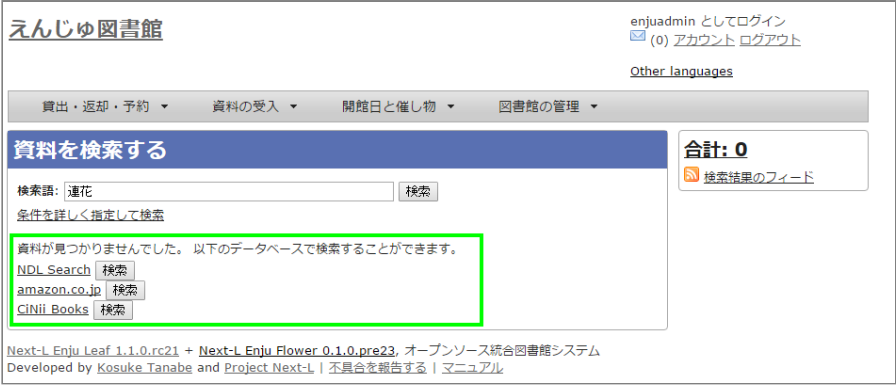 えんじゅ図書館
enjuadmin としてログイン
(0) アカウント ログアウト
Other languages
貸出・返却・予約 ▼ 資料の受入 ▼ 開館日と催し物 ▼ 図書館の管理 ▼
資料を検索する
検索語: 蓮花 検索
条件を詳しく指定して検索
資料が見つかりませんでした。 以下のデータベースで検索することができます。
NDL Search 検索
amazon.co.jp 検索
CiNii Books 検索
合計: 0
検索結果のフィード
Next-L Enju Leaf 1.1.0.rc21 + Next-L Enju Flower 0.1.0.pre23, オープンソース統合図書館システム
Developed by Kosuke Tanabe and Project Next-L | 不具合を報告する | マニュアル